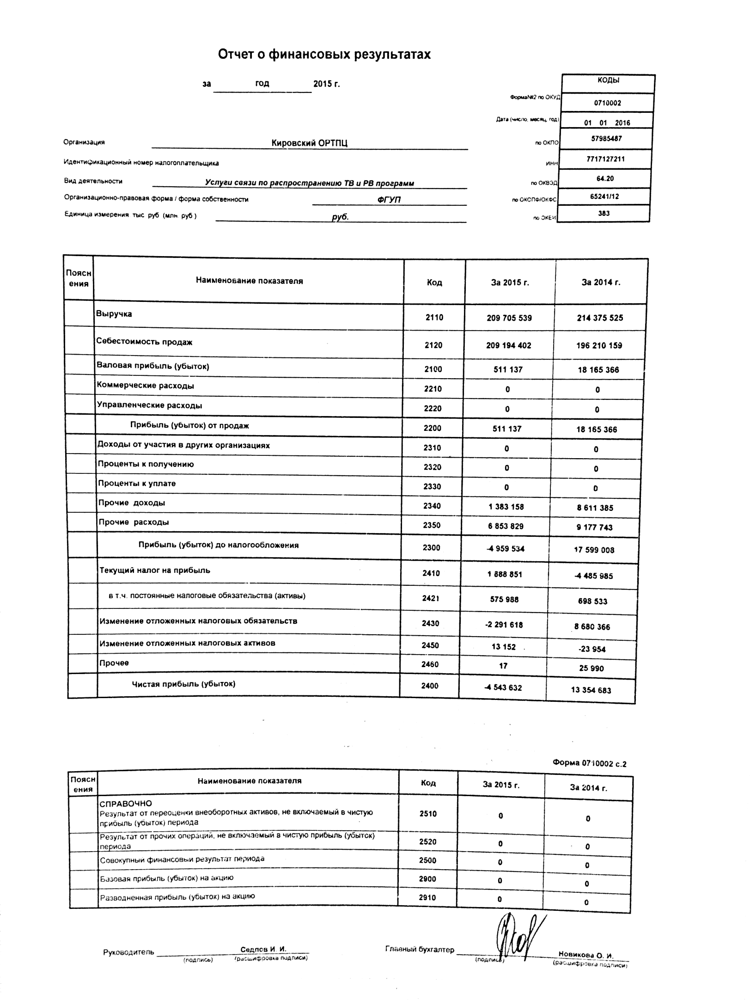 Отчет о финансовых результатах
за год 2015 г.
КОДЫ
Форма№2 по ОКУД 0710002
Дата (число, месяц, год) 01 01 2016
Организация Кировский ОРТПЦ по ОКПО 57985487
Идентификационный номер налогоплательщика ИНН 7717127211
Вид деятельности Услуги связи по распространению ТВ и РВ программ по ОКВЭД 64.20
Организационно-правовая форма / форма собственности ФГУП по ОКОПФ/ОКФС 65241/12
Единица измерения тыс руб (млн руб ) руб. по ОКЕИ 383
Поясн
ения
Наименование показателя Код За 2015 г. За 2014 г.
Выручка 2110 209 705 539 214 375 525
Себестоимость продаж 2120 209 194 402 196 210 159
Валовая прибыль (убыток) 2100 511 137 18 165 366
Коммерческие расходы 2210 0 0
Управленческие расходы 2220 0 0
Прибыль (убыток) от продаж 2200 511 137 18 165 366
Доходы от участия в других организациях 2310 0 0
Проценты к получению 2320 0 0
Проценты к уплате 2330 0 0
Прочие доходы 2340 1 383 158 8 611 385
Прочие расходы 2350 6 853 829 9 177 743
Прибыль (убыток) до налогообложения 2300 -4 959 534 17 599 008
Текущий налог на прибыль 2410 1 888 851 -4 485 985
в т.ч. постоянные налоговые обязательства (активы) 2421 575 988 698 533
Изменение отложенных налоговых обязательств 2430 -2 291 618 8 680 366
Изменение отложенных налоговых активов 2450 13 152 -23 954
Прочее 2460 17 25 990
Чистая прибыль (убыток) 2400 -4 543 632 13 354 683
Форма 0710002 с.2
Поясн
ения
Наименование показателя Код За 2015 г. За 2014 г.
СПРАВОЧНО
Результат от переоценки внеоборотных активов, не включаемый в чистую
прибыль (убыток) периода 2510 0 0
Результат от прочих операций, не включаемый в чистую прибыль (убыток)
периода 2520 0 0
Совокупный финансовый результат периода 2500 0 0
Базовая прибыль (убыток) на акцию 2900 0 0
Разводненная прибыль (убыток) на акцию 2910 0 0
Руководитель И. И. Главный бухгалтер Новикова О. И.
(подпись) (расшифровка подписи) (подпись) (расшифровка подписи)